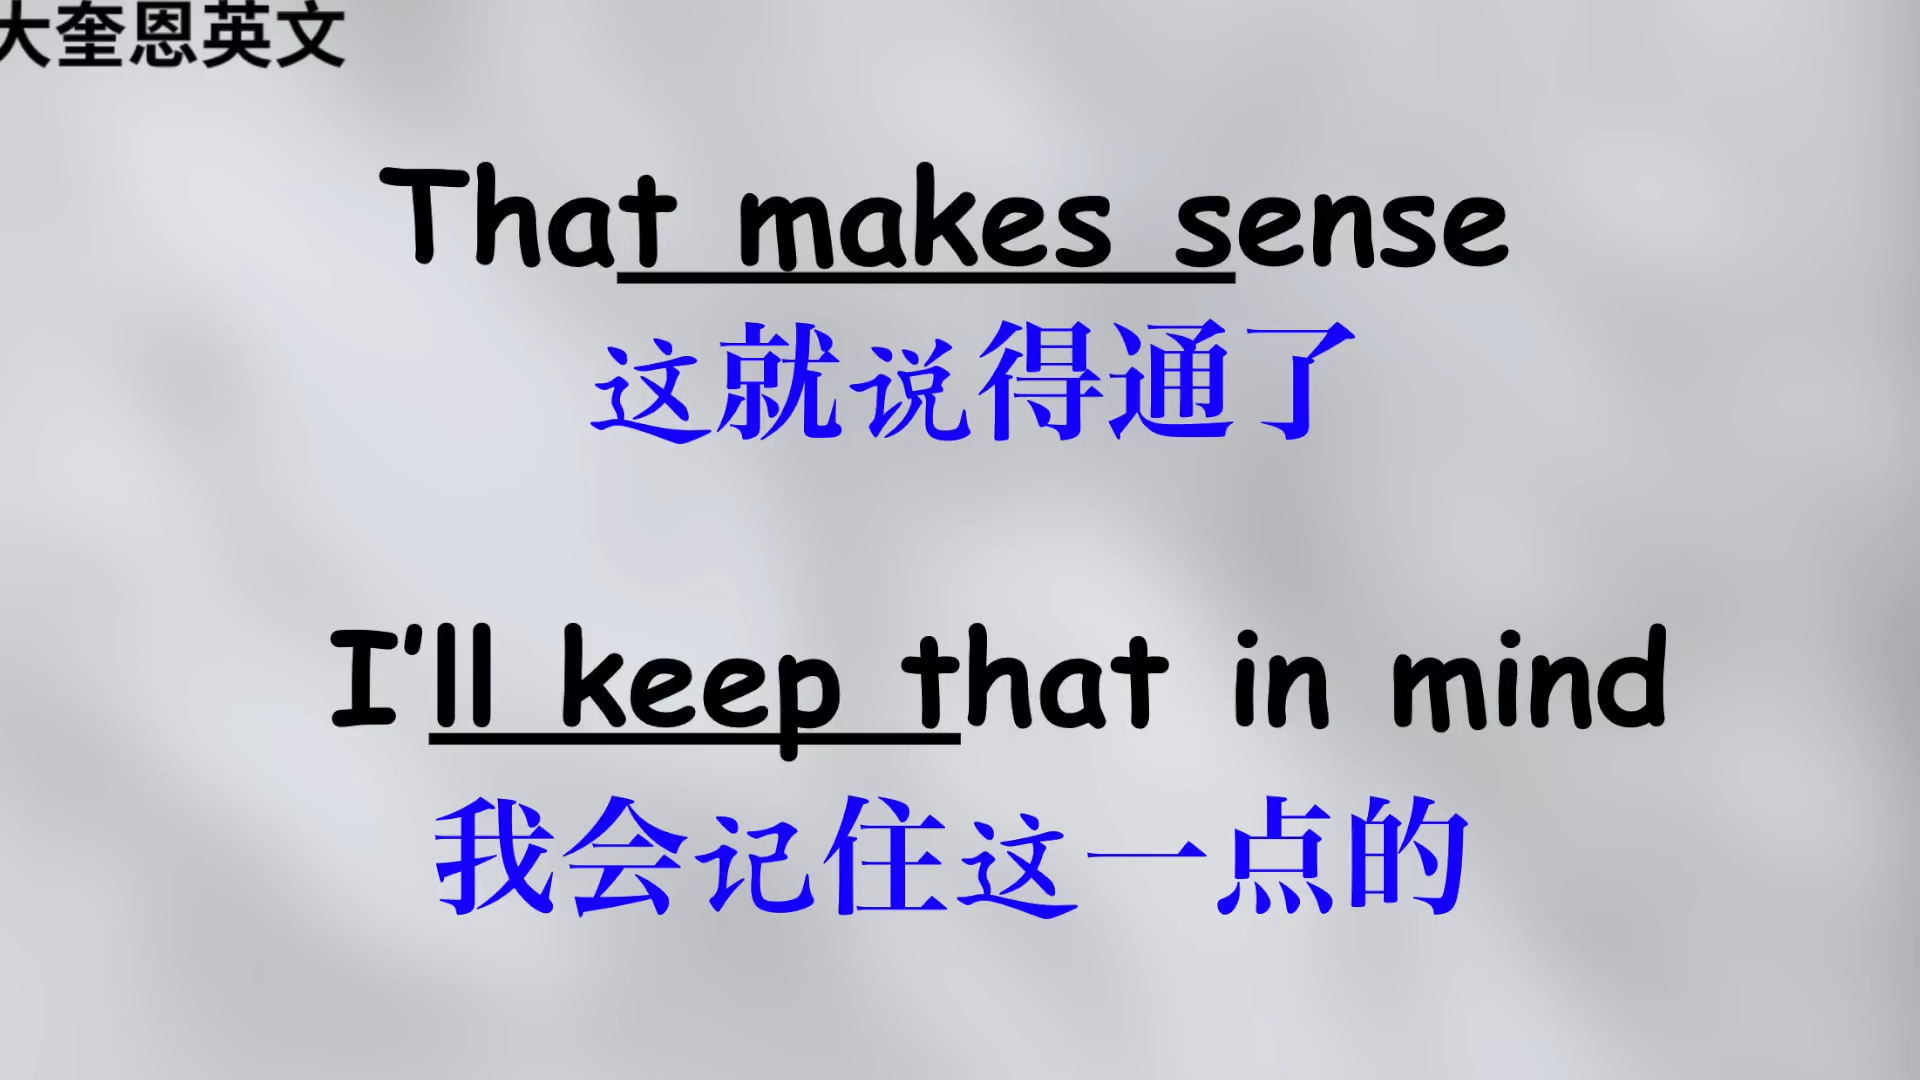 大奎恩英文
That makes sense
这就说得通了
I'll keep that in mind
我会记住这一点的